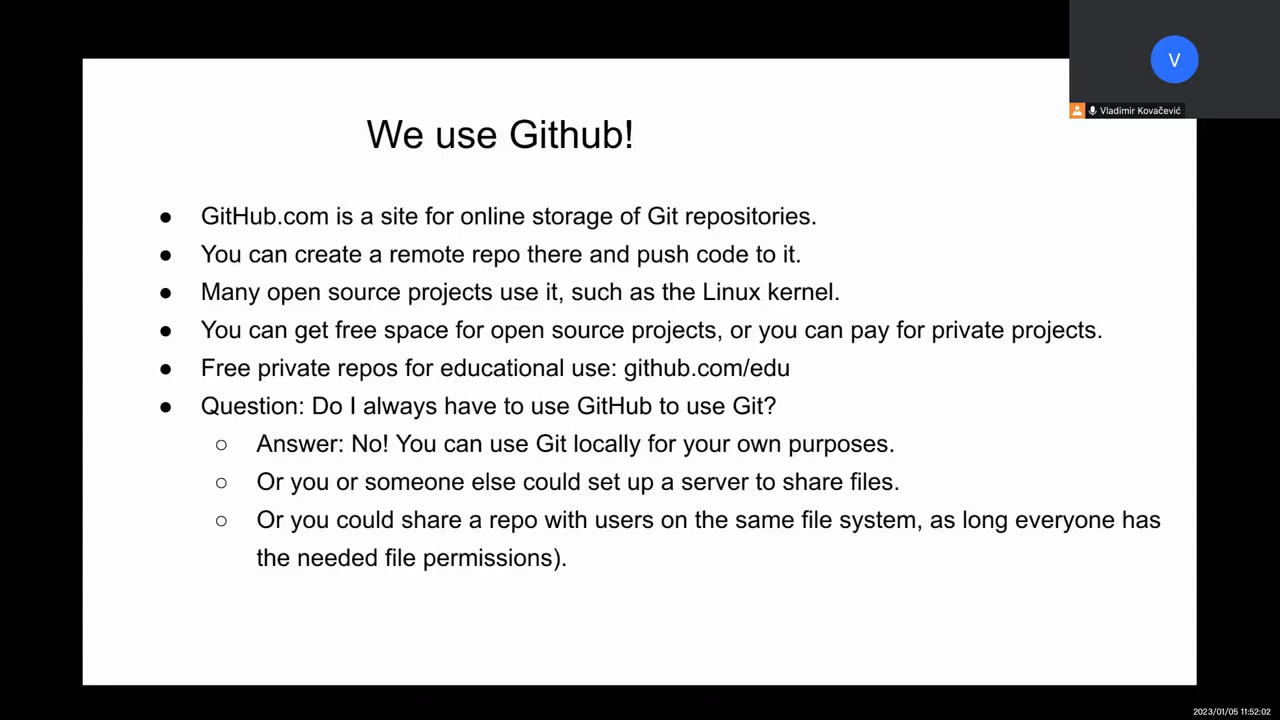 V
Vladimir Kovačević
We use Github!
● GitHub.com is a site for online storage of Git repositories.
● You can create a remote repo there and push code to it.
● Many open source projects use it, such as the Linux kernel.
● You can get free space for open source projects, or you can pay for private projects.
● Free private repos for educational use: github.com/edu
● Question: Do I always have to use GitHub to use Git?
○ Answer: No! You can use Git locally for your own purposes.
○ Or you or someone else could set up a server to share files.
○ Or you could share a repo with users on the same file system, as long everyone has
the needed file permissions).
2023/01/05 11:52:02